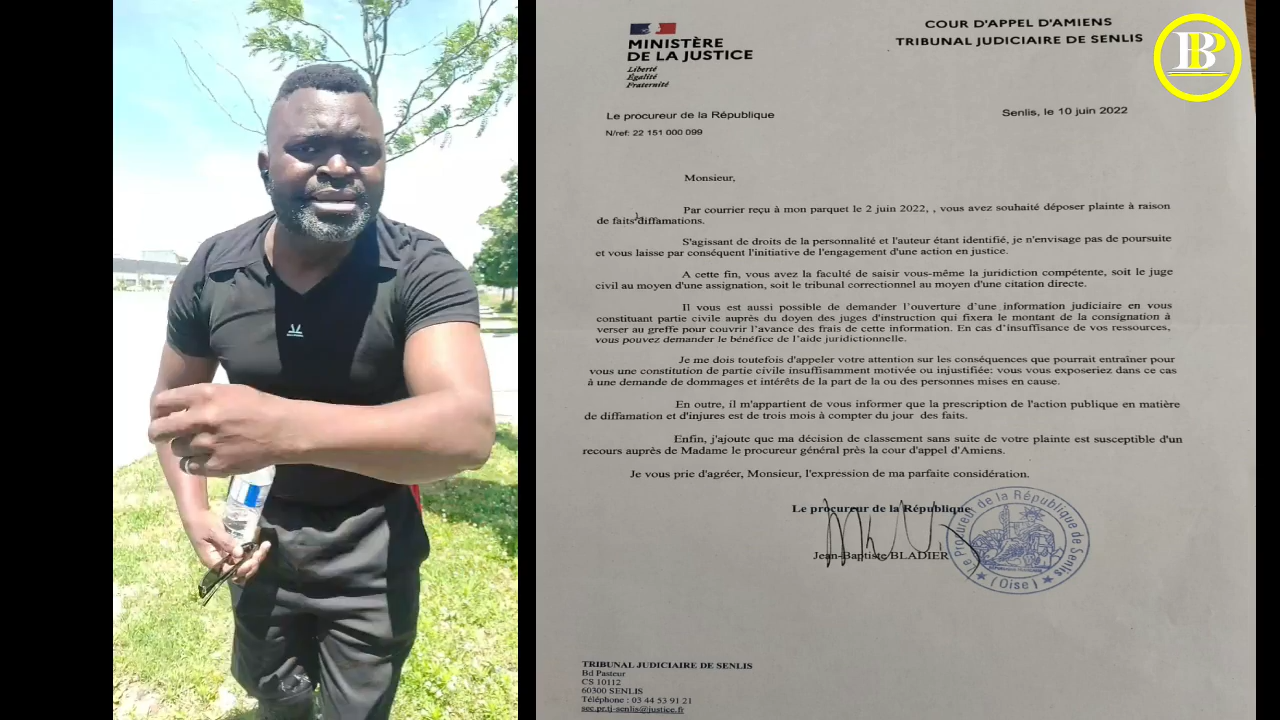 MINISTÈRE
DE LA JUSTICE
Liberté
Égalité
Fraternité
COUR D'APPEL D'AMIENS
TRIBUNAL JUDICIAIRE DE SENLIS
BP
Le procureur de la République
N/ref: 22 151 000 099
Senlis, le 10 juin 2022
Monsieur,
Par courrier reçu à mon parquet le 2 juin 2022, , vous avez souhaité déposer plainte à raison
de faits diffamations.
S'agissant de droits de la personnalité et l'auteur étant identifié, je n'envisage pas de poursuite
et vous laisse par conséquent l'initiative de l'engagement d'une action en justice.
A cette fin, vous avez la faculté de saisir vous-même la juridiction compétente, soit le juge
civil au moyen d'une assignation, soit le tribunal correctionnel au moyen d'une citation directe.
Il vous est aussi possible de demander l'ouverture d'une information judiciaire en vous
constituant partie civile auprès du doyen des juges d'instruction qui fixera le montant de la consignation à
verser au greffe pour couvrir l'avance des frais de cette information. En cas d'insuffisance de vos ressources,
vous pouvez demander le bénéfice de l'aide juridictionnelle.
Je me dois toutefois d'appeler votre attention sur les conséquences que pourrait entraîner pour
vous une constitution de partie civile insuffisamment motivée ou injustifiée: vous vous exposeriez dans ce cas
à une demande de dommages et intérêts de la part de la ou des personnes mises en cause.
En outre, il m'appartient de vous informer que la prescription de l'action publique en matière
de diffamation et d'injures est de trois mois à compter du jour des faits.
Enfin, j'ajoute que ma décision de classement sans suite de votre plainte est susceptible d'un
recours auprès de Madame le procureur général près la cour d'appel d'Amiens.
Je vous prie d'agréer, Monsieur, l'expression de ma parfaite considération.
Le procureur de la République
Jean-Baptiste BLADIER
Le Procureur de la République de Senlis
(Oise)
TRIBUNAL JUDICIAIRE DE SENLIS
Bd Pasteur
CS 10112
60300 SENLIS
Téléphone : 03 44 53 91 21
sec.pr.tj-senlis@justice.fr